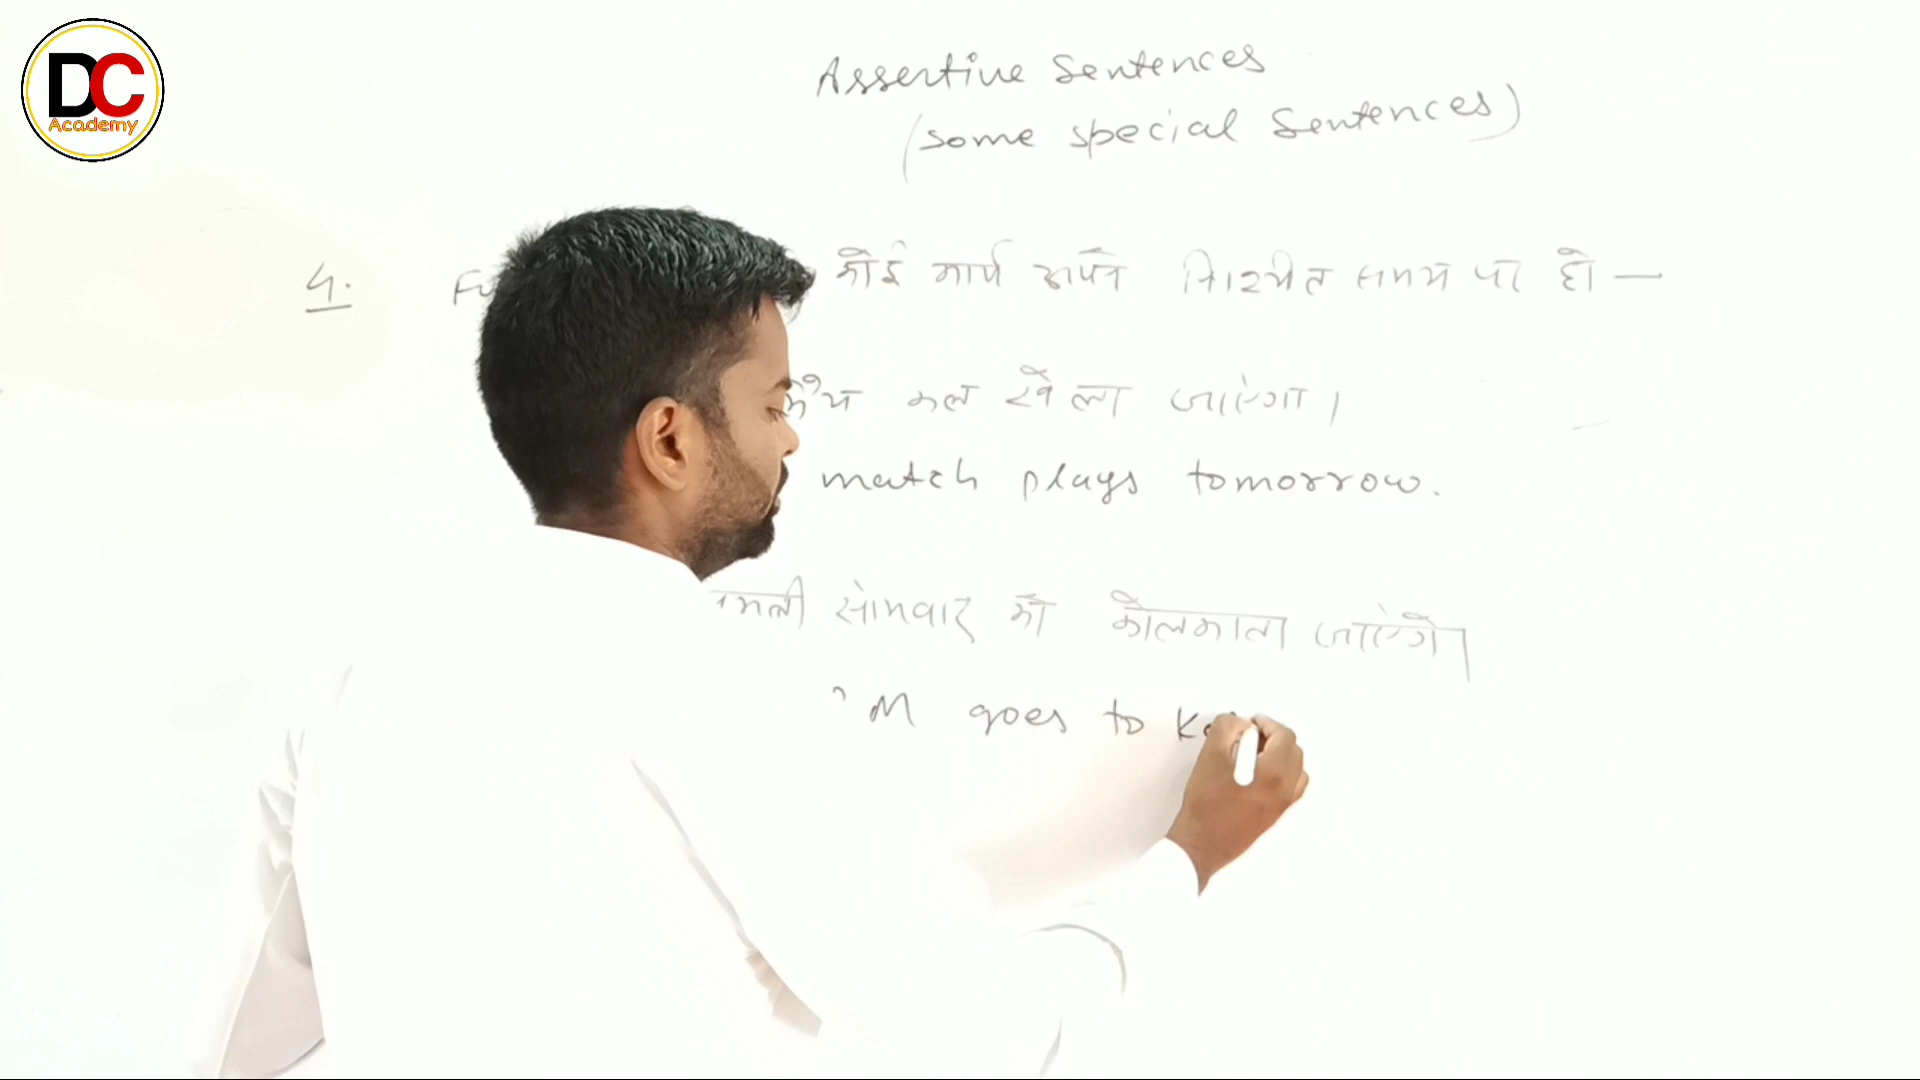 DC
Academy
Assertive Sentences
(some special Sentences)
4. कोई कार्य अपने निश्चित समय पर हो —
मैच कल खेला जाएगा।
match plays tomorrow.
सोमवार को कोलकाता जाएंगे।
M goes to